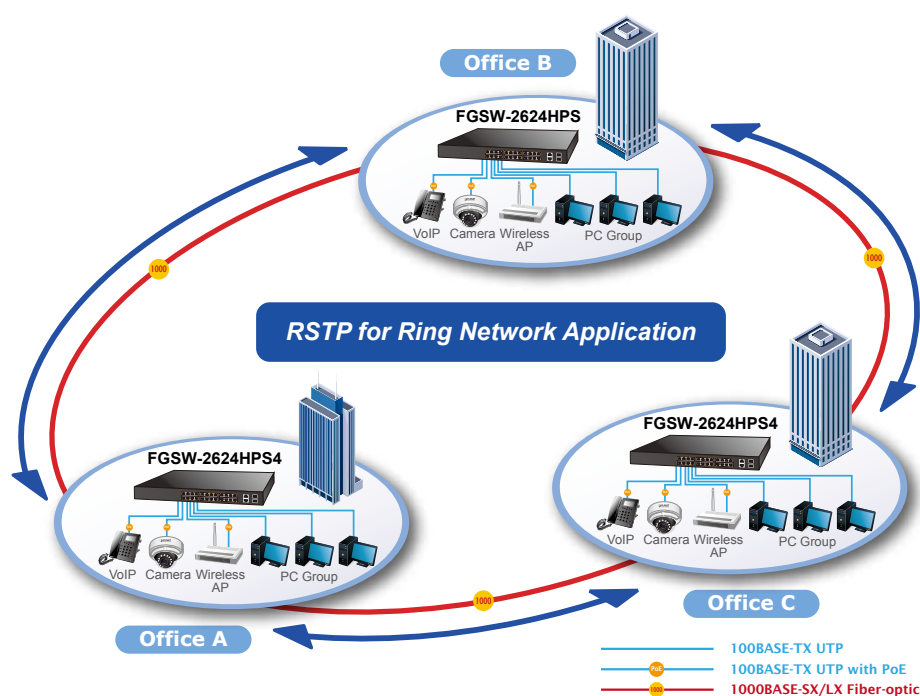 Office B
FGSW-2624HPS
VoIP Camera Wireless AP PC Group
1000
1000
RSTP for Ring Network Application
FGSW-2624HPS4
VoIP Camera Wireless AP PC Group
Office A
FGSW-2624HPS4
VoIP Camera Wireless AP PC Group
Office C
1000
100BASE-TX UTP
PoE 100BASE-TX UTP with PoE
1000 1000BASE-SX/LX Fiber-optic